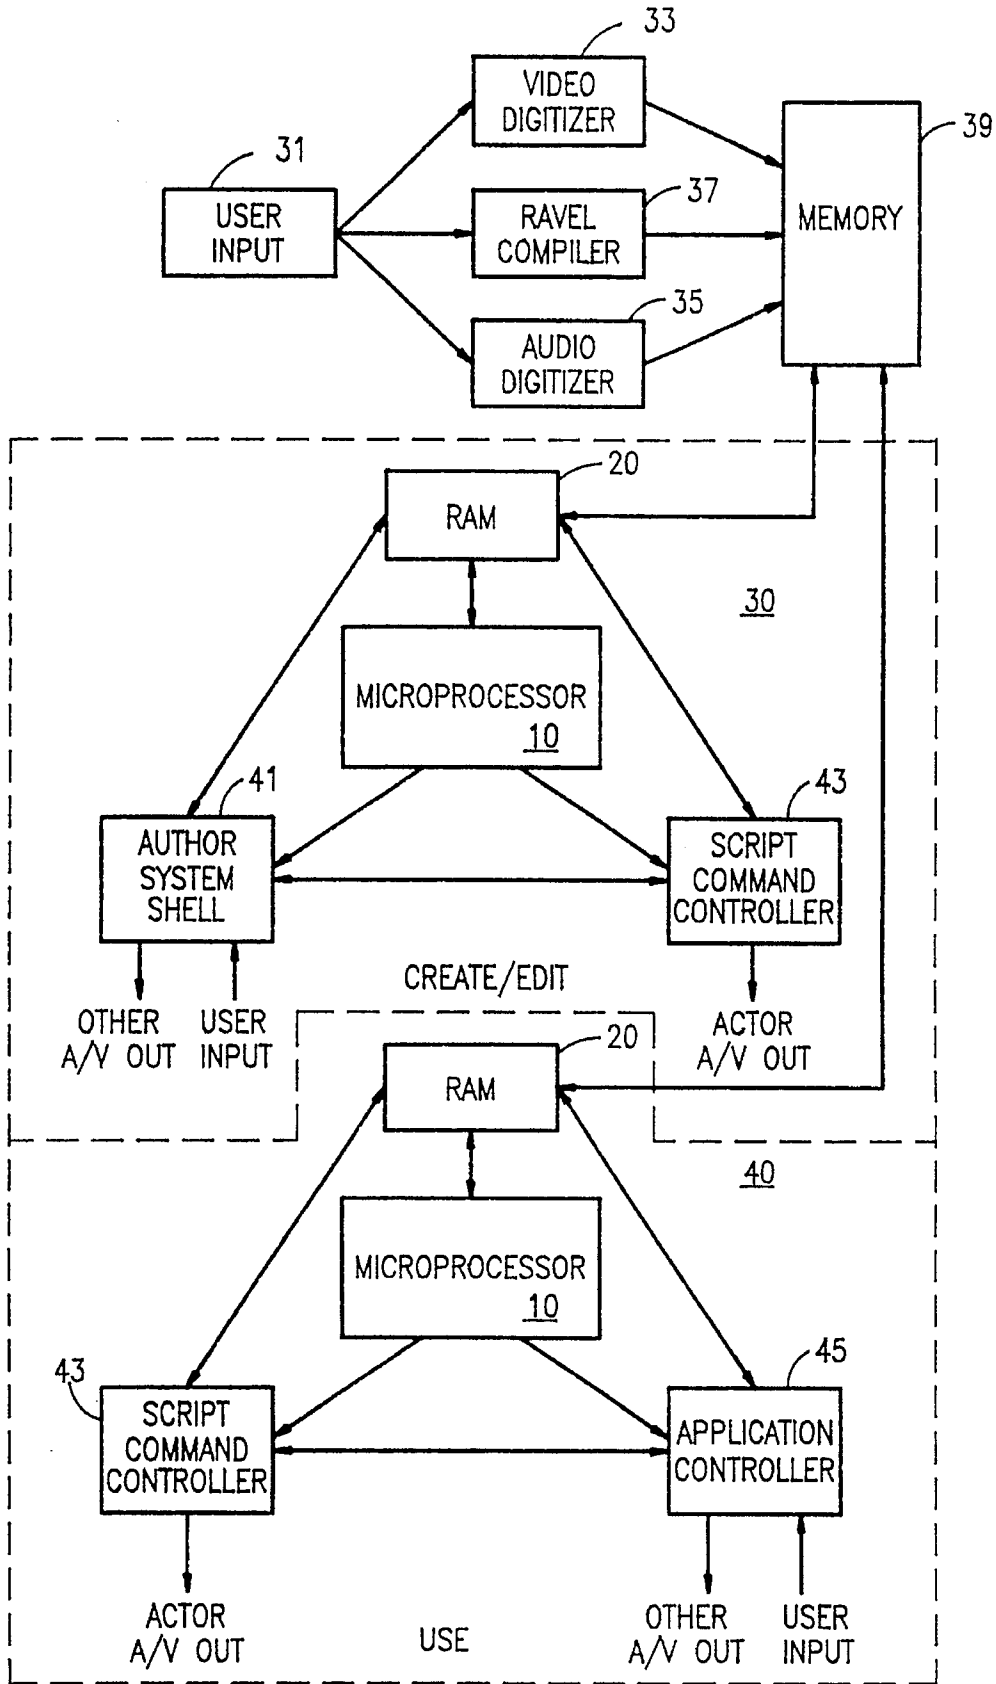 33
VIDEO
DIGITIZER
39
31
USER
INPUT
37
RAVEL
COMPILER
MEMORY
35
AUDIO
DIGITIZER
20
RAM
30
MICROPROCESSOR
10
41
AUTHOR
SYSTEM
SHELL
43
SCRIPT
COMMAND
CONTROLLER
CREATE/EDIT
OTHER
A/V OUT
USER
INPUT
ACTOR
A/V OUT
20
RAM
40
MICROPROCESSOR
10
43
SCRIPT
COMMAND
CONTROLLER
45
APPLICATION
CONTROLLER
ACTOR
A/V OUT
USE
OTHER
A/V OUT
USER
INPUT